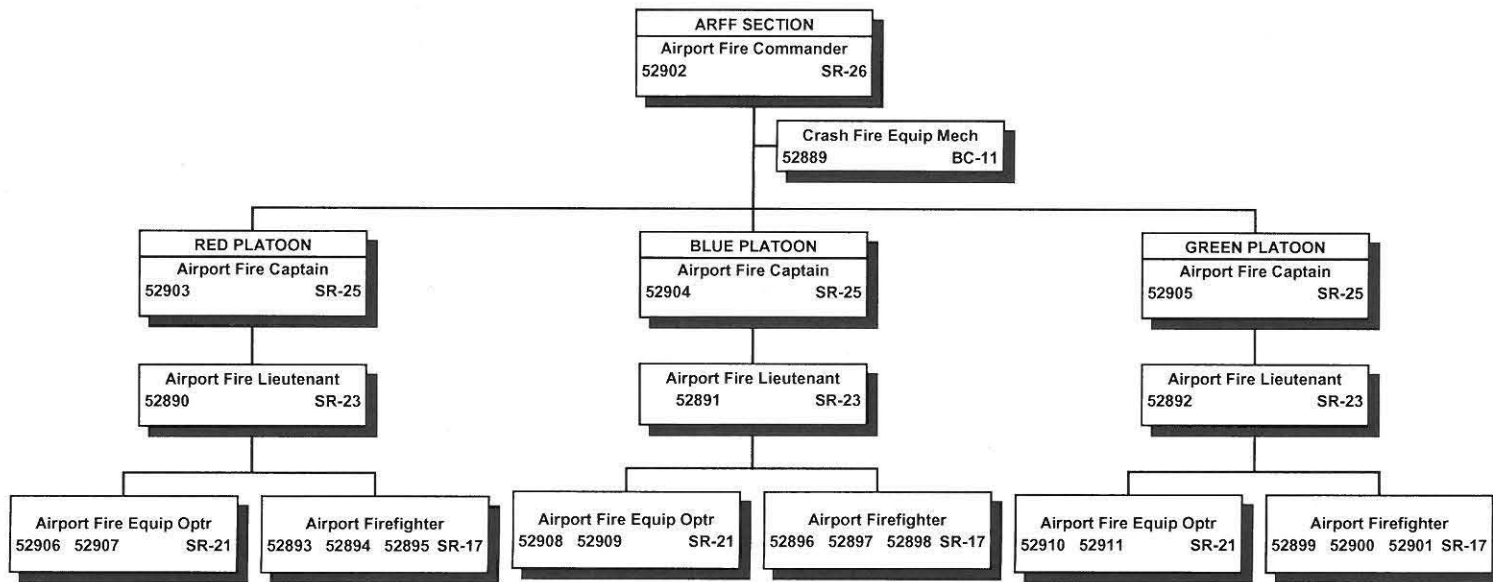 ARFF SECTION
Airport Fire Commander
52902 SR-26
Crash Fire Equip Mech
52889 BC-11
RED PLATOON
Airport Fire Captain
52903 SR-25
BLUE PLATOON
Airport Fire Captain
52904 SR-25
GREEN PLATOON
Airport Fire Captain
52905 SR-25
Airport Fire Lieutenant
52890 SR-23
Airport Fire Lieutenant
52891 SR-23
Airport Fire Lieutenant
52892 SR-23
Airport Fire Equip Optr
52906 52907 SR-21
Airport Firefighter
52893 52894 52895 SR-17
Airport Fire Equip Optr
52908 52909 SR-21
Airport Firefighter
52896 52897 52898 SR-17
Airport Fire Equip Optr
52910 52911 SR-21
Airport Firefighter
52899 52900 52901 SR-17